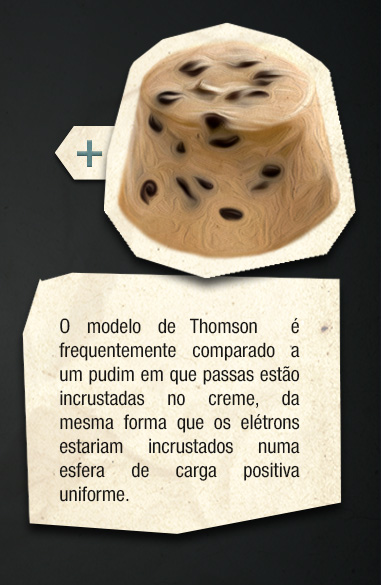 +
O modelo de Thomson é
frequentemente comparado a
um pudim em que passas estão
incrustadas no creme, da
mesma forma que os elétrons
estariam incrustados numa
esfera de carga positiva
uniforme.